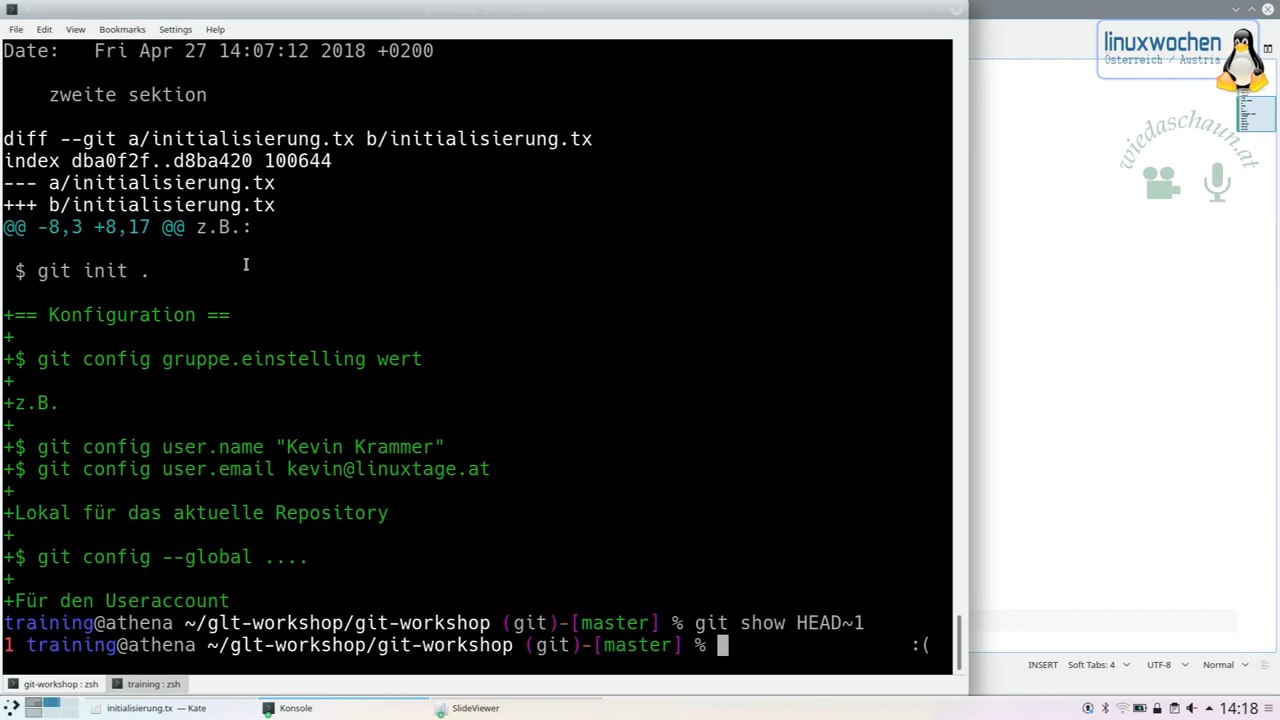 File Edit View Bookmarks Settings Help
linuxwochen
Österreich / Austria
wiedaschaun.at
Date:   Fri Apr 27 14:07:12 2018 +0200
zweite sektion
diff --git a/initialisierung.tx b/initialisierung.tx
index dba0f2f..d8ba420 100644
--- a/initialisierung.tx
+++ b/initialisierung.tx
@@ -8,3 +8,17 @@ z.B.:
$ git init .
+== Konfiguration ==
+
+$ git config gruppe.einstelling wert
+
+z.B.
+
+$ git config user.name "Kevin Krammer"
+$ git config user.email kevin@linuxtage.at
+
+Lokal für das aktuelle Repository
+
+$ git config --global ....
+
+Für den Useraccount
training@athena ~/glt-workshop/git-workshop (git)-[master] % git show HEAD~1
1 training@athena ~/glt-workshop/git-workshop (git)-[master] % :(
INSERT Soft Tabs: 4 UTF-8 Normal
git-workshop : zsh training : zsh
initialisierung.tx — Kate Konsole SlideViewer 14:18